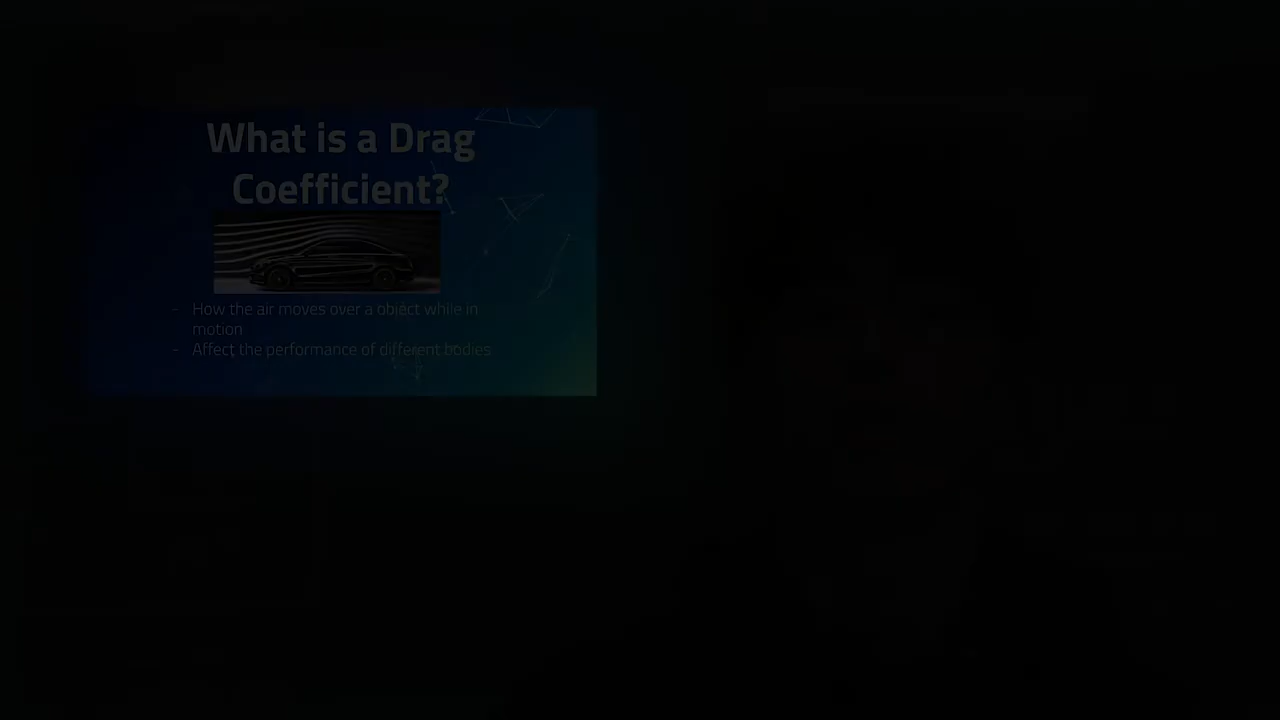 What is a Drag
Coefficient?
- How the air moves over a object while in
motion
- Affect the performance of different bodies